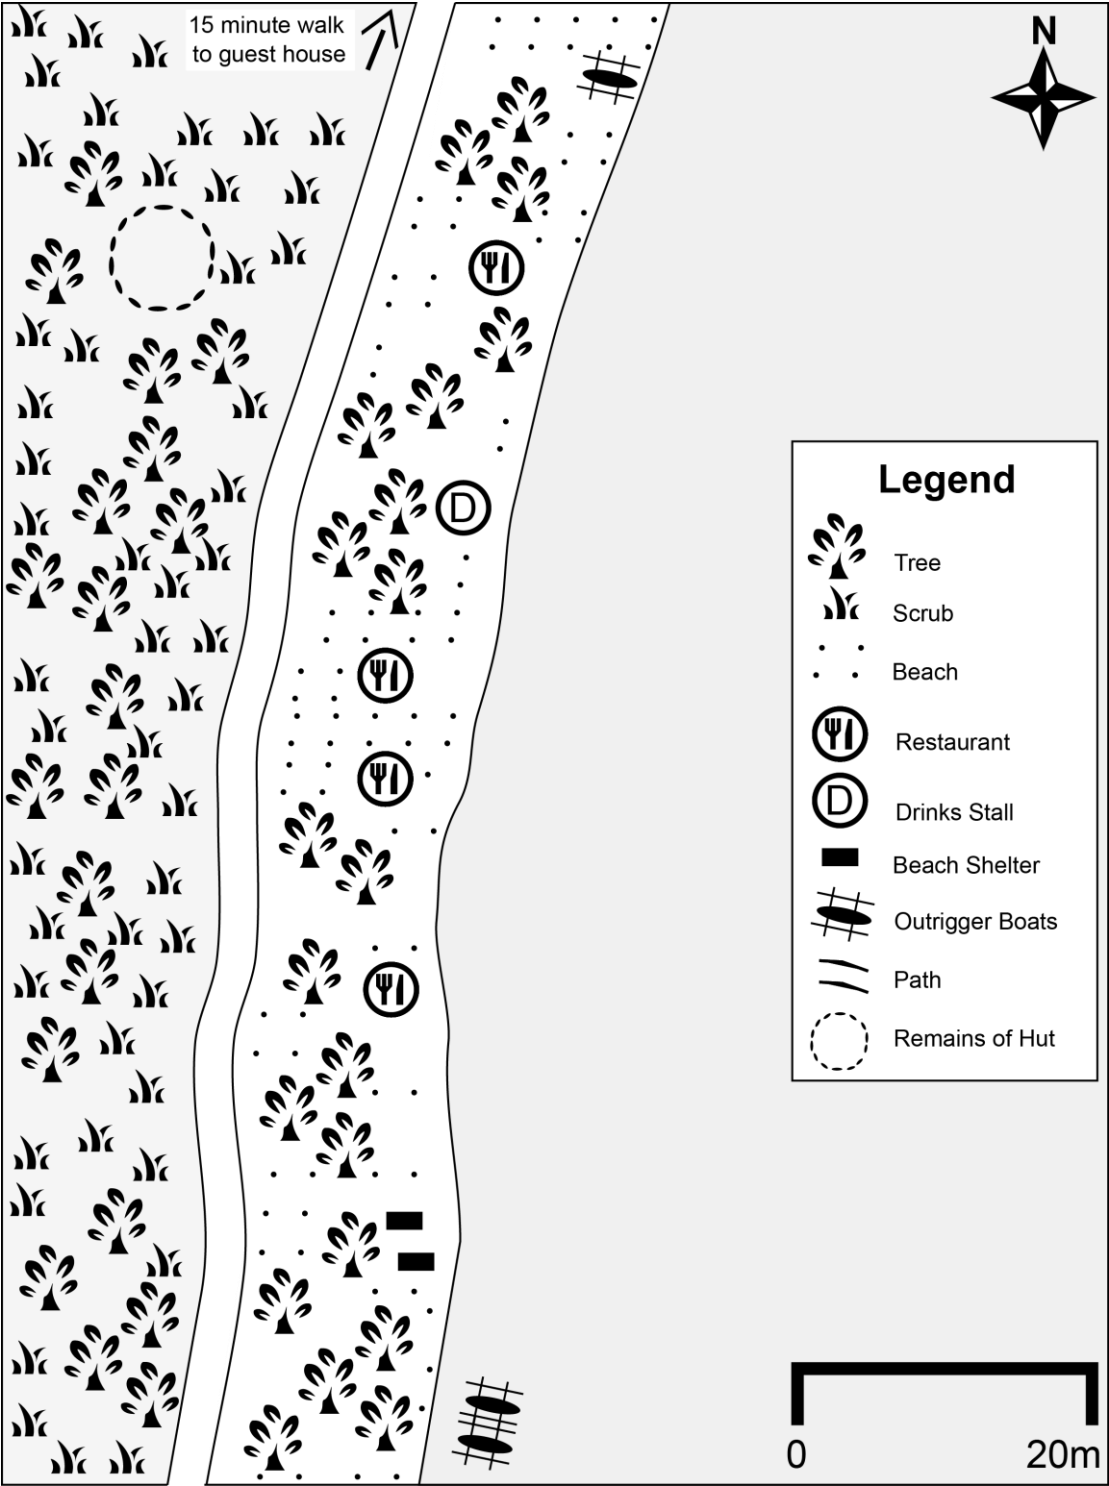 15 minute walk
to guest house
N
D
Legend
Tree
Scrub
Beach
Restaurant
D
Drinks Stall
Beach Shelter
Outrigger Boats
Path
Remains of Hut
0
20m